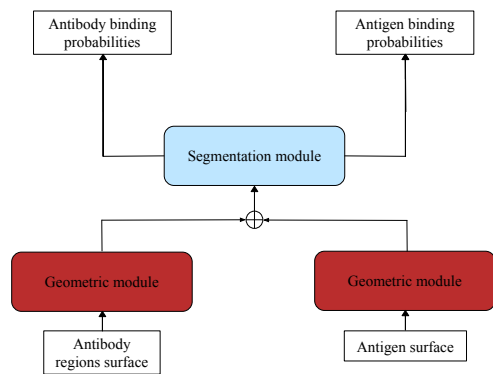 Antibody binding
probabilities
Antigen binding
probabilities
Segmentation module
Geometric module
Geometric module
Antibody
regions surface
Antigen surface